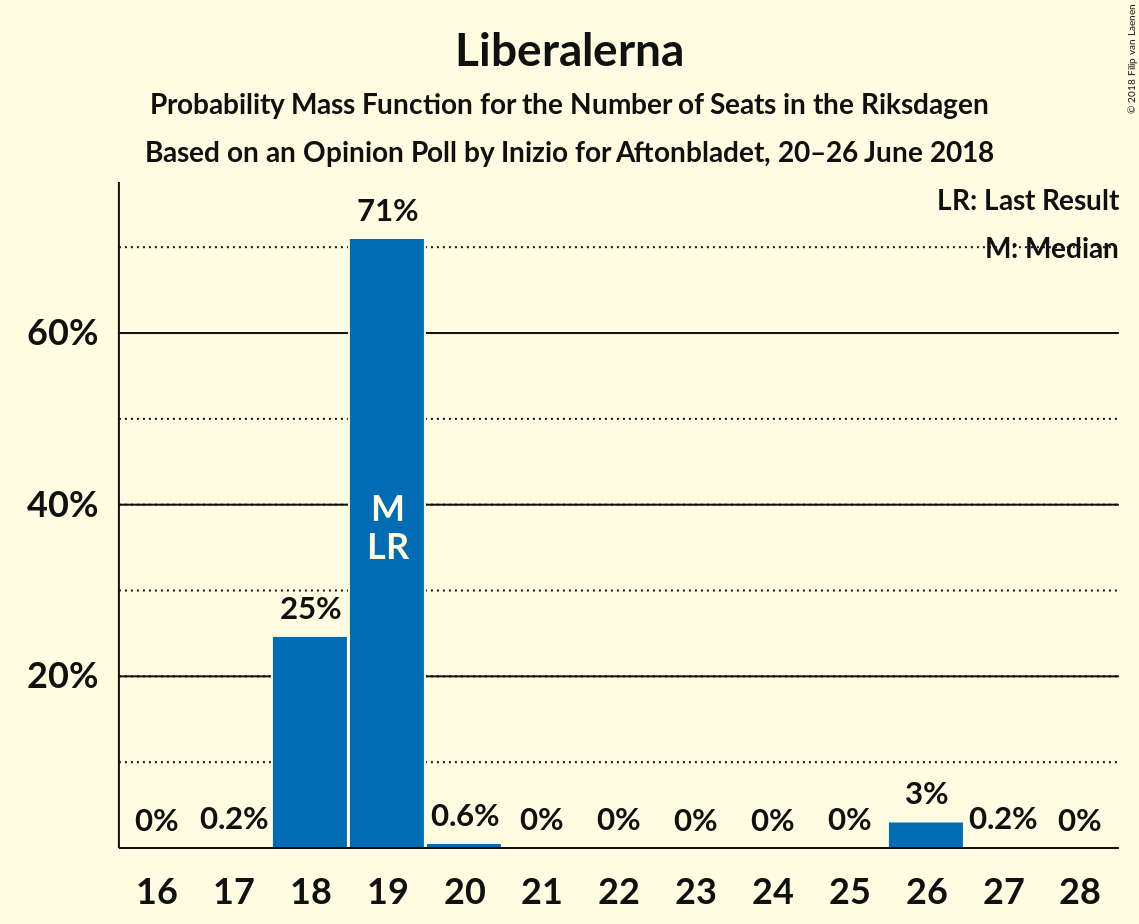 Liberalerna
Probability Mass Function for the Number of Seats in the Riksdagen
Based on an Opinion Poll by Inizio for Aftonbladet, 20–26 June 2018
© 2018 Filip van Laenen
LR: Last Result
M: Median
71%
60%
40%
20%
M
LR
25%
0% 0.2% 0.6% 0% 0% 0% 0% 0% 3% 0.2% 0%
16 17 18 19 20 21 22 23 24 25 26 27 28